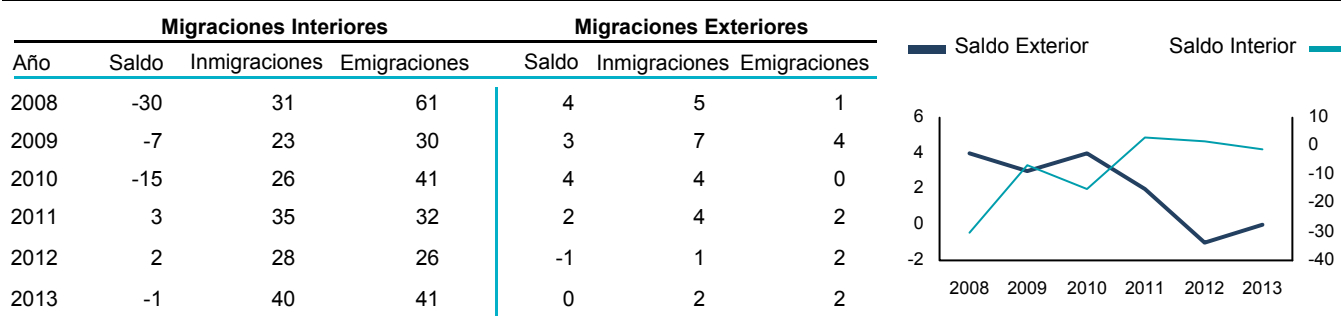 Migraciones Interiores Migraciones Exteriores
Año Saldo Inmigraciones Emigraciones Saldo Inmigraciones Emigraciones
2008 -30 31 61 4 5 1
2009 -7 23 30 3 7 4
2010 -15 26 41 4 4 0
2011 3 35 32 2 4 2
2012 2 28 26 -1 1 2
2013 -1 40 41 0 2 2
Saldo Exterior Saldo Interior
6 10
4 0
2 -10
0 -20
-2 -30
-40
2008 2009 2010 2011 2012 2013